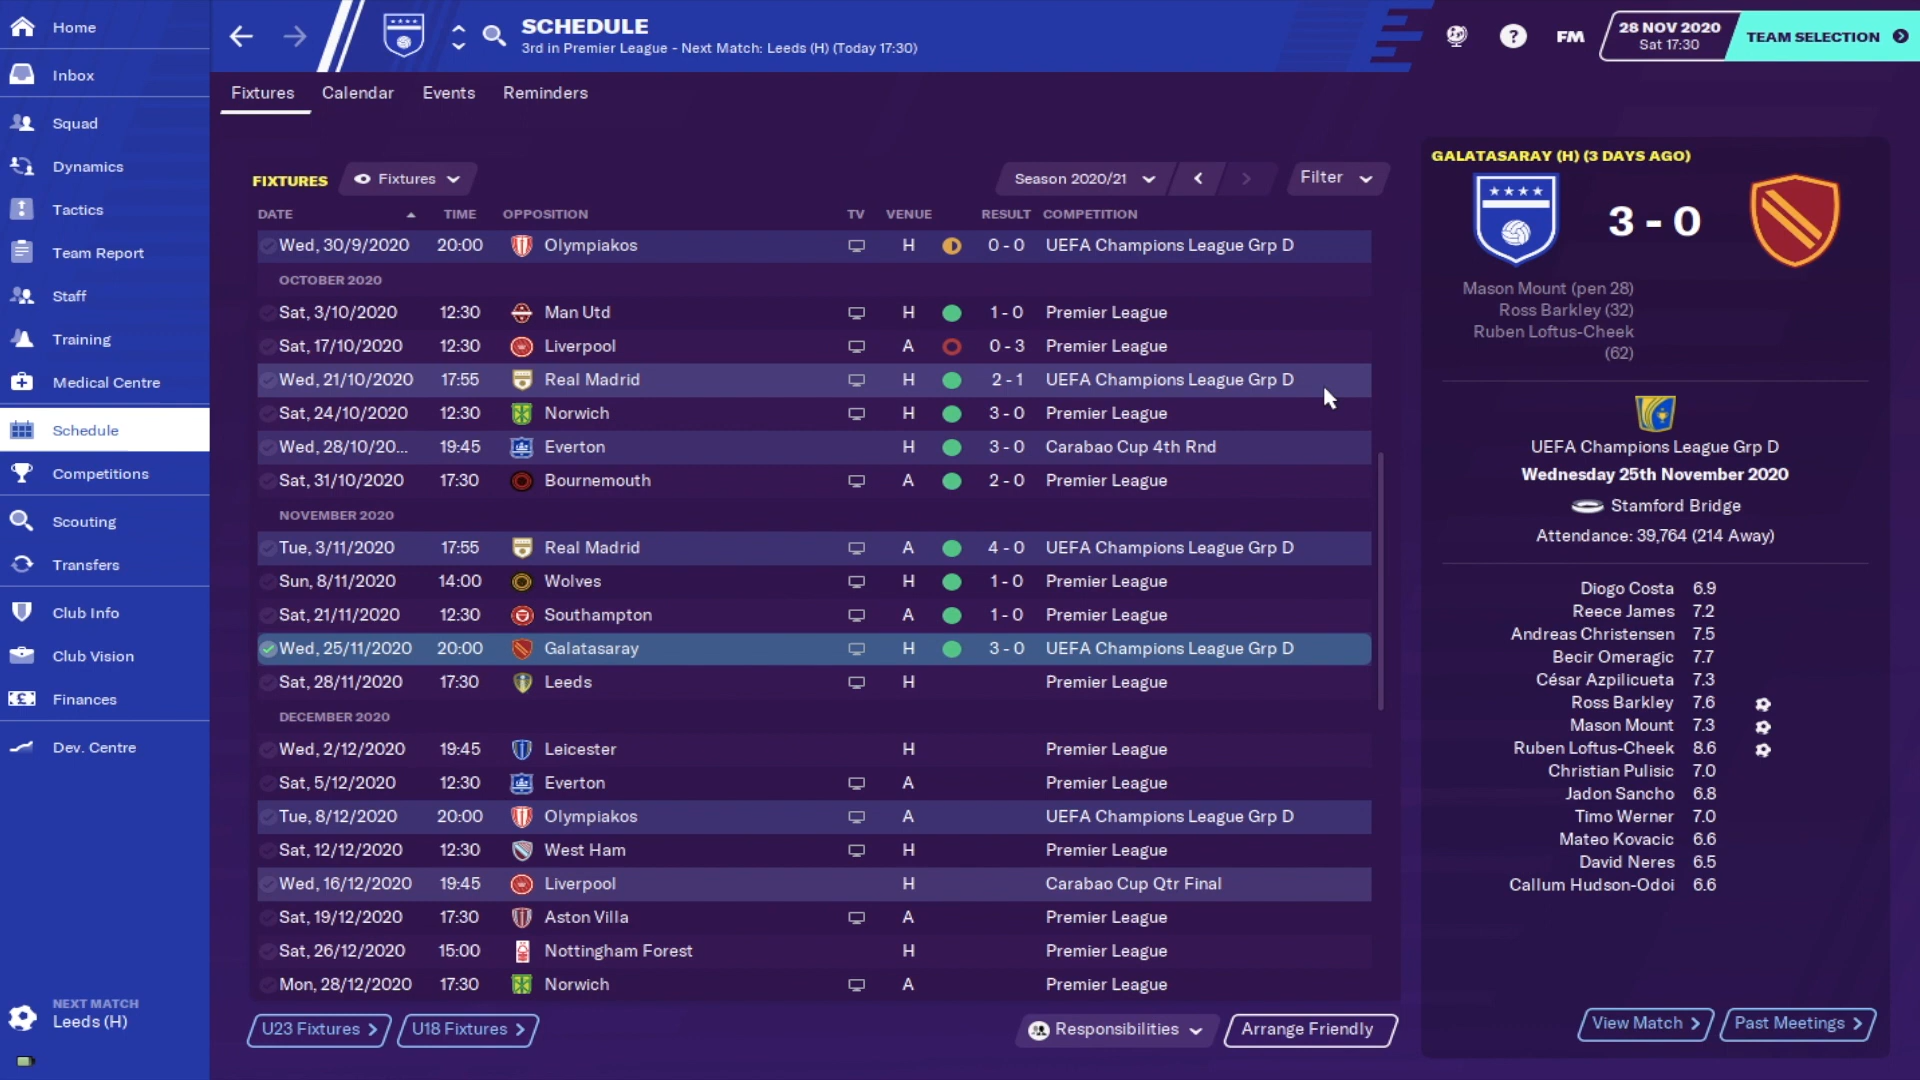 Home
Inbox
Squad
Dynamics
Tactics
Team Report
Staff
Training
Medical Centre
Schedule
Competitions
Scouting
Transfers
Club Info
Club Vision
Finances
Dev. Centre
NEXT MATCH
Leeds (H)
SCHEDULE
3rd in Premier League - Next Match: Leeds (H) (Today 17:30)
?
FM
28 NOV 2020
Sat 17:30
TEAM SELECTION
Fixtures Calendar Events Reminders
FIXTURES Fixtures Season 2020/21 Filter
DATE TIME OPPOSITION TV VENUE RESULT COMPETITION
Wed, 30/9/2020 20:00 Olympiakos H 0 - 0 UEFA Champions League Grp D
OCTOBER 2020
Sat, 3/10/2020 12:30 Man Utd H 1 - 0 Premier League
Sat, 17/10/2020 12:30 Liverpool A 0 - 3 Premier League
Wed, 21/10/2020 17:55 Real Madrid H 2 - 1 UEFA Champions League Grp D
Sat, 24/10/2020 12:30 Norwich H 3 - 0 Premier League
Wed, 28/10/20... 19:45 Everton H 3 - 0 Carabao Cup 4th Rnd
Sat, 31/10/2020 17:30 Bournemouth A 2 - 0 Premier League
NOVEMBER 2020
Tue, 3/11/2020 17:55 Real Madrid A 4 - 0 UEFA Champions League Grp D
Sun, 8/11/2020 14:00 Wolves H 1 - 0 Premier League
Sat, 21/11/2020 12:30 Southampton A 1 - 0 Premier League
Wed, 25/11/2020 20:00 Galatasaray H 3 - 0 UEFA Champions League Grp D
Sat, 28/11/2020 17:30 Leeds H Premier League
DECEMBER 2020
Wed, 2/12/2020 19:45 Leicester H Premier League
Sat, 5/12/2020 12:30 Everton A Premier League
Tue, 8/12/2020 20:00 Olympiakos A UEFA Champions League Grp D
Sat, 12/12/2020 12:30 West Ham H Premier League
Wed, 16/12/2020 19:45 Liverpool H Carabao Cup Qtr Final
Sat, 19/12/2020 17:30 Aston Villa A Premier League
Sat, 26/12/2020 15:00 Nottingham Forest H Premier League
Mon, 28/12/2020 17:30 Norwich A Premier League
U23 Fixtures U18 Fixtures Responsibilities Arrange Friendly
GALATASARAY (H) (3 DAYS AGO)
3 - 0
Mason Mount (pen 28)
Ross Barkley (32)
Ruben Loftus-Cheek
(62)
UEFA Champions League Grp D
Wednesday 25th November 2020
Stamford Bridge
Attendance: 39,764 (214 Away)
Diogo Costa 6.9
Reece James 7.2
Andreas Christensen 7.5
Becir Omeragic 7.7
César Azpilicueta 7.3
Ross Barkley 7.6
Mason Mount 7.3
Ruben Loftus-Cheek 8.6
Christian Pulisic 7.0
Jadon Sancho 6.8
Timo Werner 7.0
Mateo Kovacic 6.6
David Neres 6.5
Callum Hudson-Odoi 6.6
View Match Past Meetings